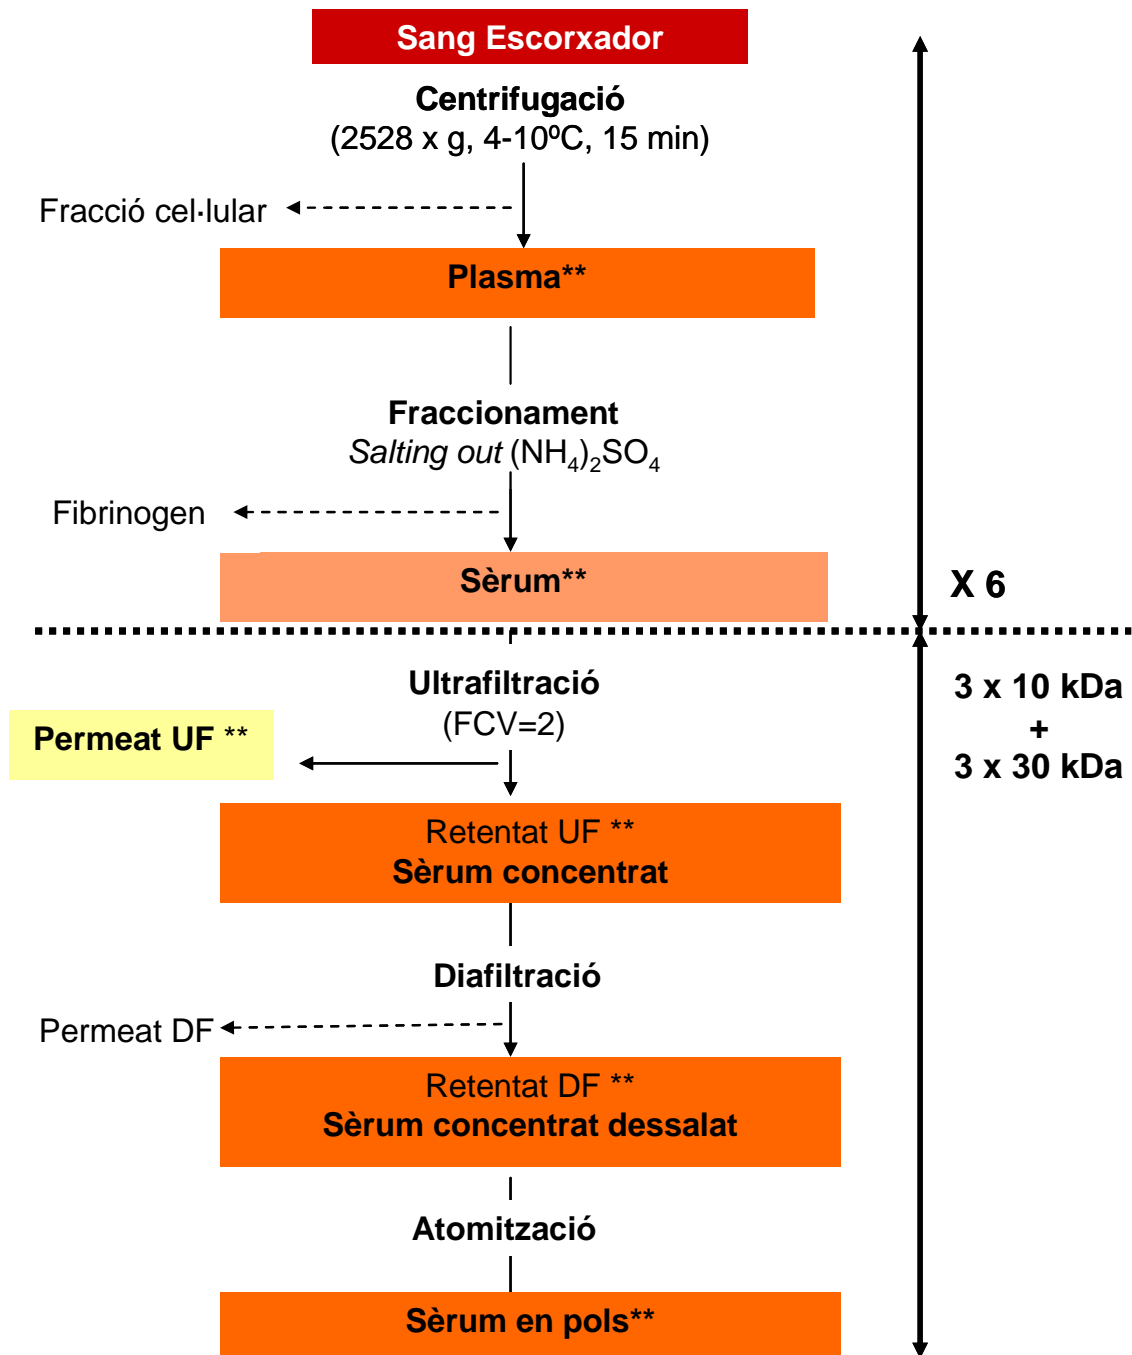 Sang Escorxador
Centrifugació
(2528 x g, 4-10ºC, 15 min)
Fracció cel·lular
Plasma**
Fraccionament
Salting out (NH₄)₂SO₄
Fibrinogen
Sèrum**
X 6
Ultrafiltració
(FCV=2)
Permeat UF **
3 x 10 kDa
+
3 x 30 kDa
Retentat UF **
Sèrum concentrat
Diafiltració
Permeat DF
Retentat DF **
Sèrum concentrat dessalat
Atomització
Sèrum en pols**